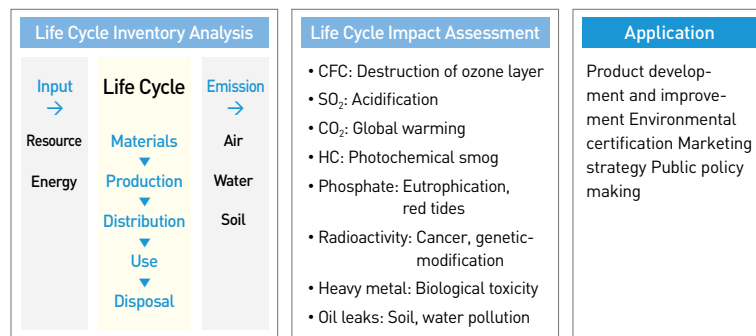 Life Cycle Inventory Analysis
Input
→
Resource
Energy
Life Cycle
Materials
▼
Production
▼
Distribution
▼
Use
▼
Disposal
Emission
→
Air
Water
Soil
Life Cycle Impact Assessment
• CFC: Destruction of ozone layer
• SO₂: Acidification
• CO₂: Global warming
• HC: Photochemical smog
• Phosphate: Eutrophication,
red tides
• Radioactivity: Cancer, genetic-
modification
• Heavy metal: Biological toxicity
• Oil leaks: Soil, water pollution
Application
Product develop-
ment and improve-
ment Environmental
certification Marketing
strategy Public policy
making